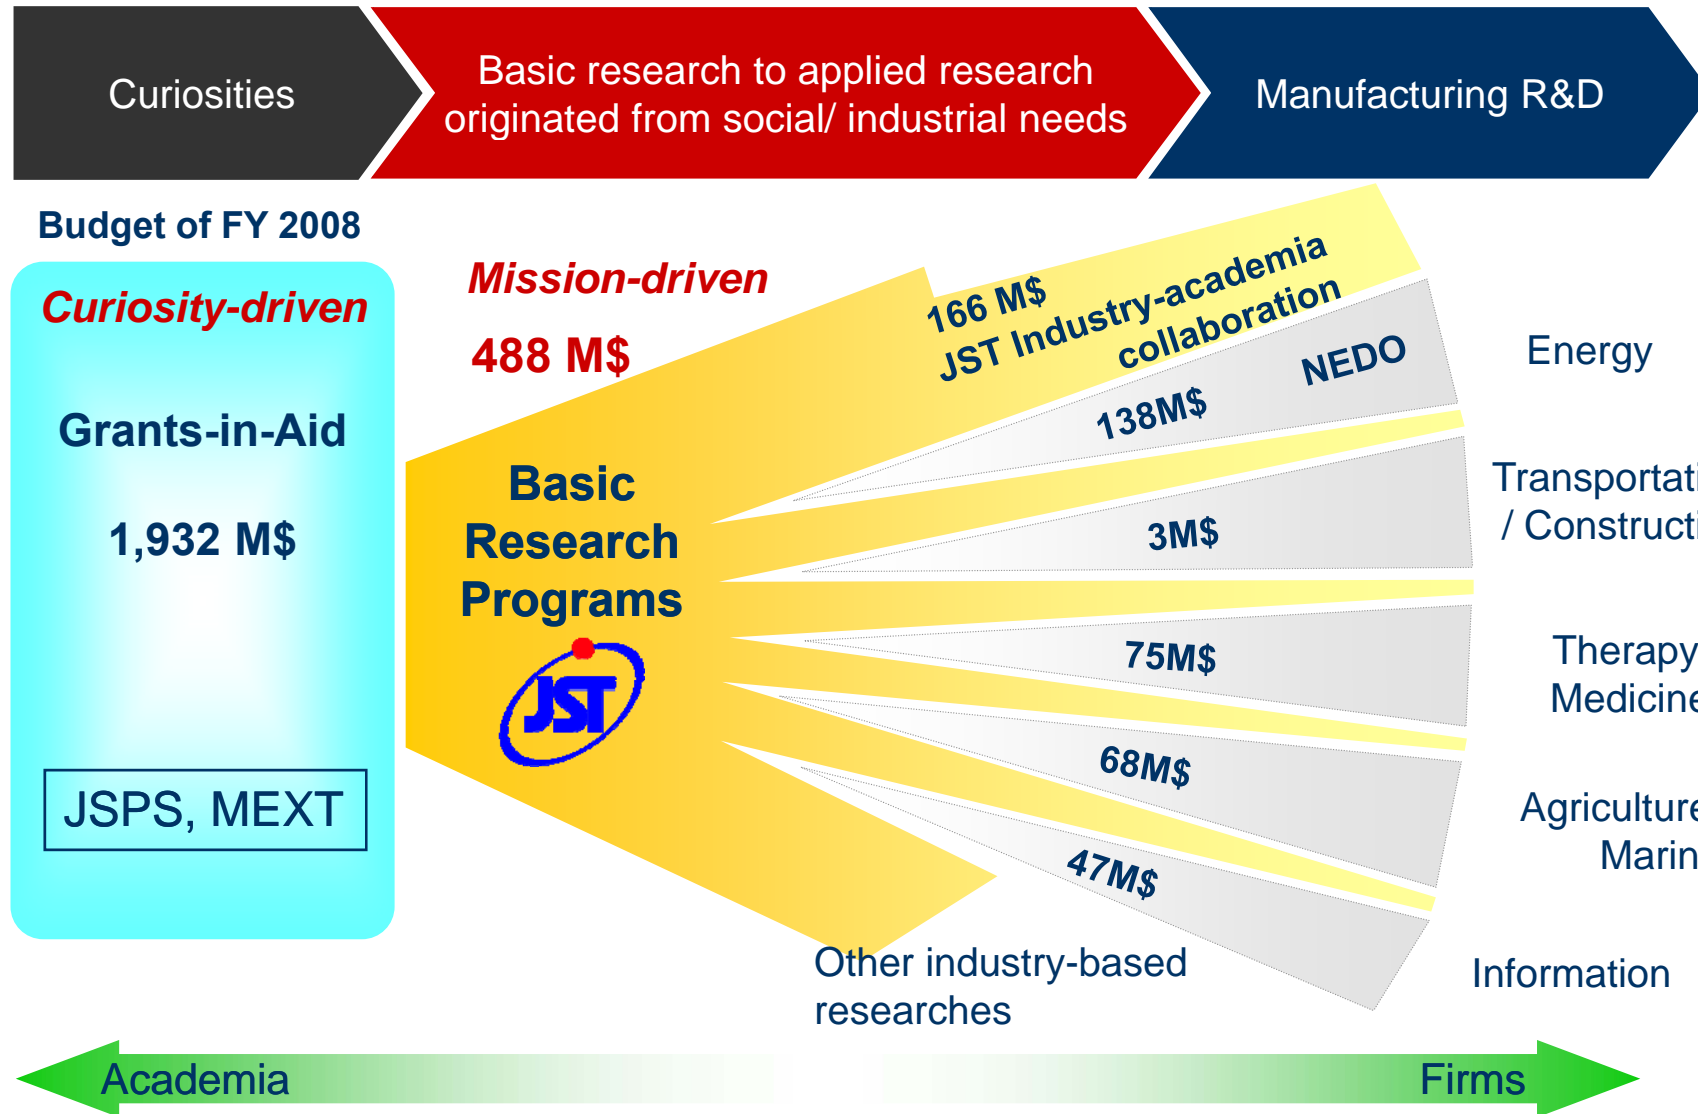 Curiosities
Basic research to applied research
originated from social/ industrial needs
Manufacturing R&D
Budget of FY 2008
Curiosity-driven
Grants-in-Aid
1,932 M$
JSPS, MEXT
Mission-driven
488 M$
Basic
Research
Programs
JST
166 M$
JST Industry-academia
collaboration
138M$
NEDO
3M$
75M$
68M$
47M$
Energy
Transportati
/ Constructi
Therapy
Medicine
Agriculture
Marin
Information
Other industry-based
researches
Academia
Firms